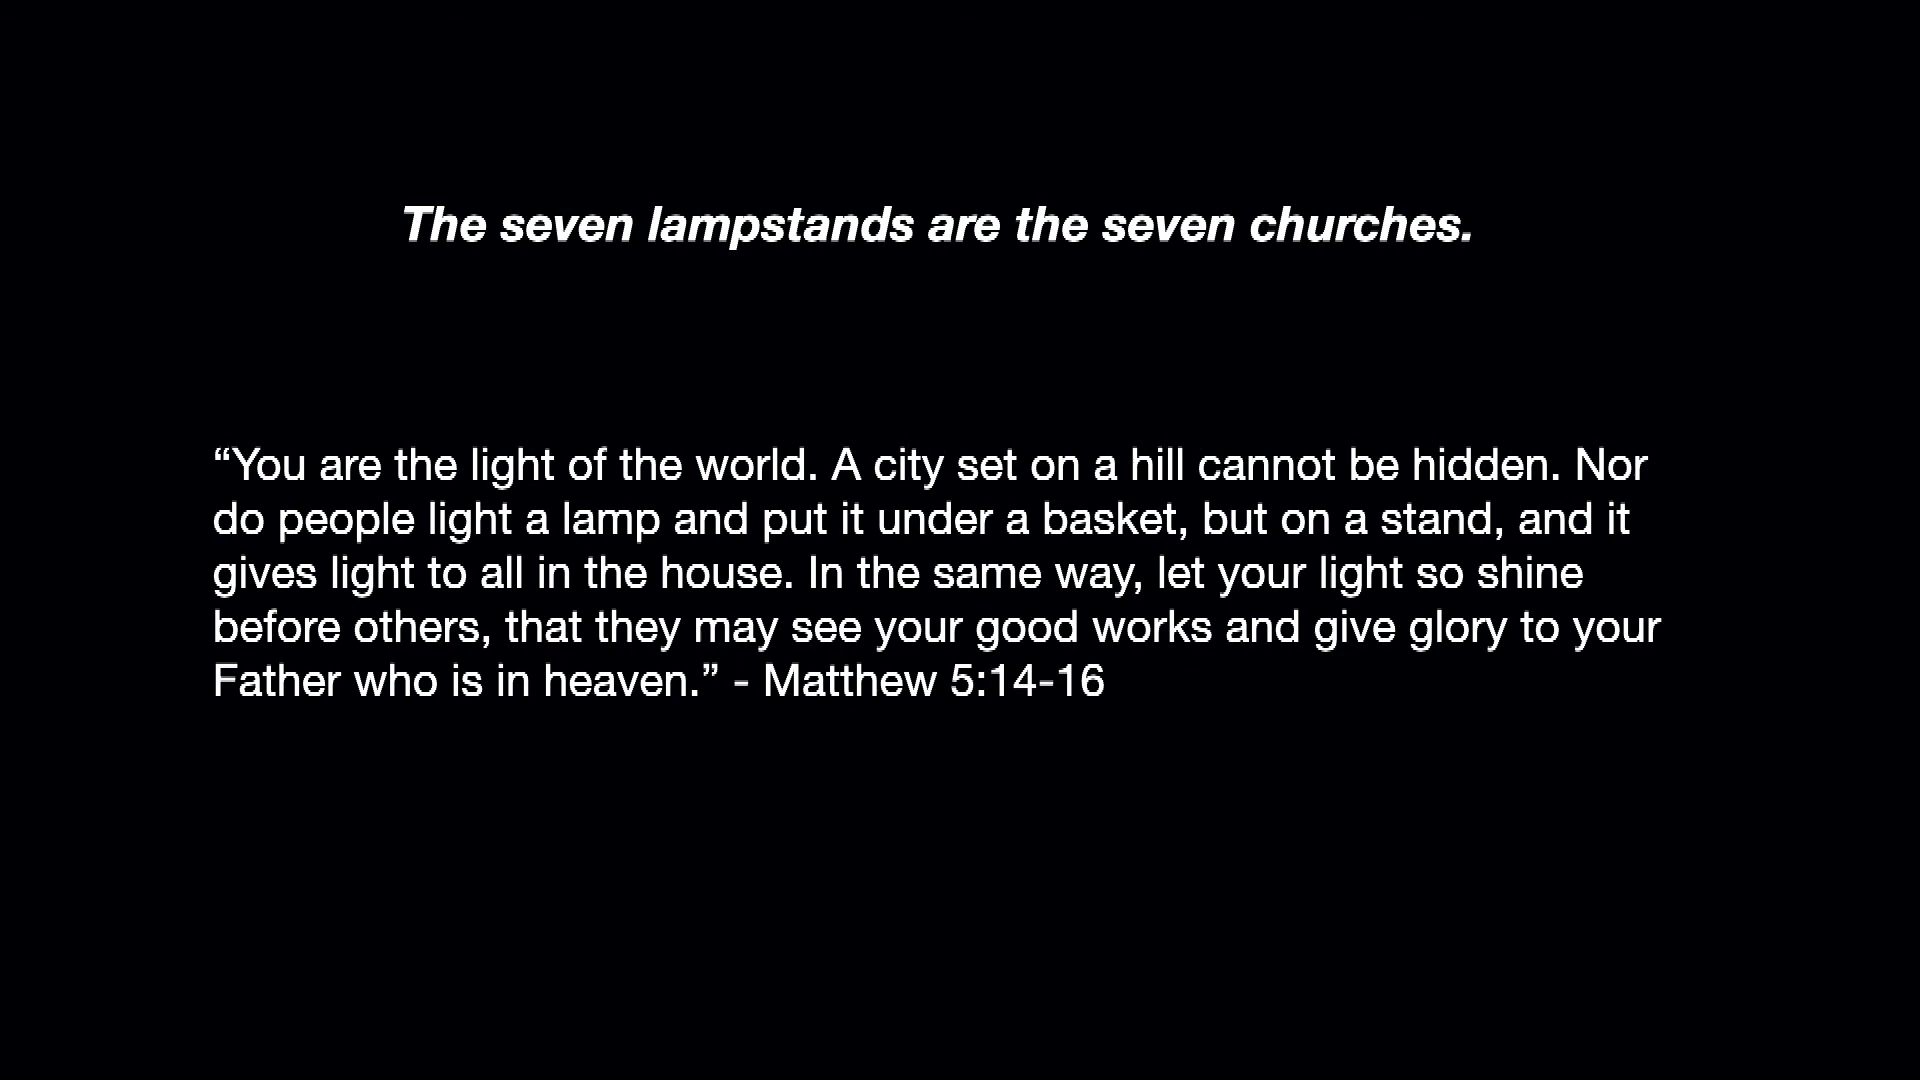 The seven lampstands are the seven churches.
“You are the light of the world. A city set on a hill cannot be hidden. Nor
do people light a lamp and put it under a basket, but on a stand, and it
gives light to all in the house. In the same way, let your light so shine
before others, that they may see your good works and give glory to your
Father who is in heaven.” - Matthew 5:14-16